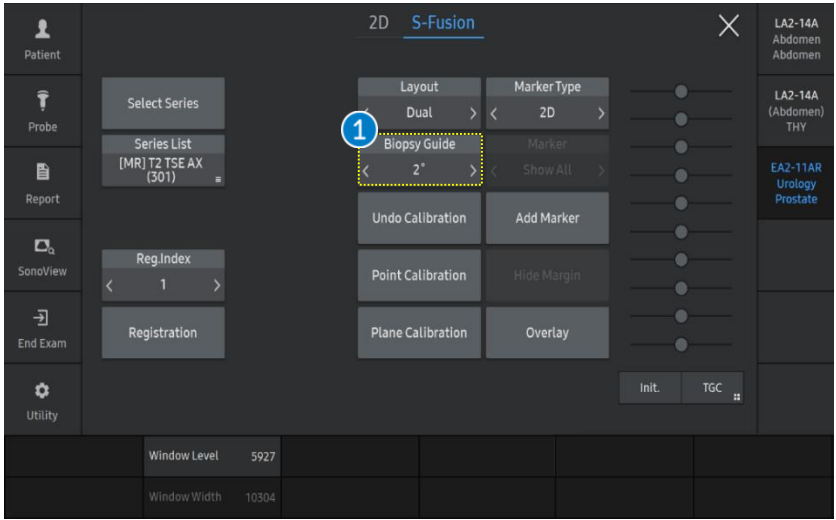 Patient
Probe
Report
SonoView
End Exam
Utility
2D S-Fusion
Select Series
Series List
[MR] T2 TSE AX
(301)
Reg.Index
< 1 >
Registration
Layout
< Dual >
1
Biopsy Guide
< 2° >
Undo Calibration
Point Calibration
Plane Calibration
Marker Type
< 2D >
Marker
< Show All >
Add Marker
Hide Margin
Overlay
Init. TGC
LA2-14A
Abdomen
Abdomen
LA2-14A
(Abdomen)
THY
EA2-11AR
Urology
Prostate
Window Level 5927
Window Width 10304